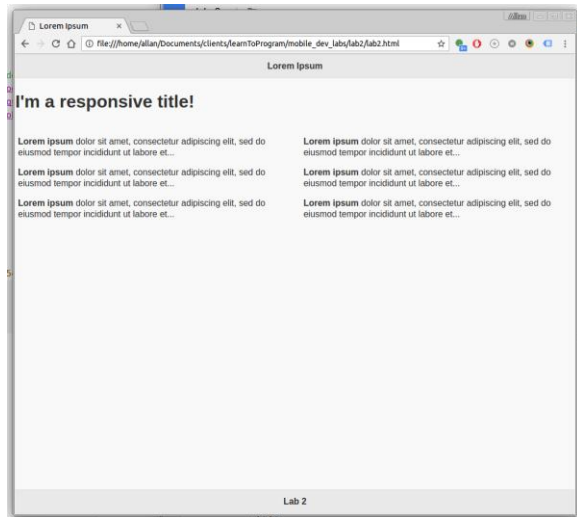 Lorem Ipsum
Allan
file:///home/allan/Documents/clients/learnToProgram/mobile_dev_labs/lab2/lab2.html
Lorem Ipsum
I'm a responsive title!
Lorem ipsum dolor sit amet, consectetur adipiscing elit, sed do
eiusmod tempor incididunt ut labore et...
Lorem ipsum dolor sit amet, consectetur adipiscing elit, sed do
eiusmod tempor incididunt ut labore et...
Lorem ipsum dolor sit amet, consectetur adipiscing elit, sed do
eiusmod tempor incididunt ut labore et...
Lorem ipsum dolor sit amet, consectetur adipiscing elit, sed do
eiusmod tempor incididunt ut labore et...
Lorem ipsum dolor sit amet, consectetur adipiscing elit, sed do
eiusmod tempor incididunt ut labore et...
Lorem ipsum dolor sit amet, consectetur adipiscing elit, sed do
eiusmod tempor incididunt ut labore et...
Lab 2